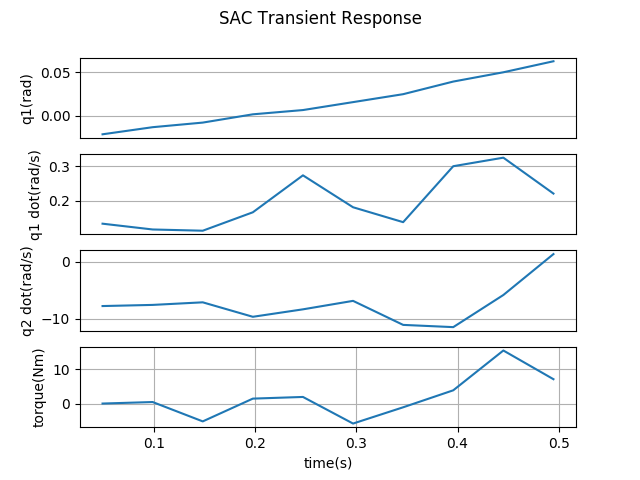 SAC Transient Response
0.05
0.00
q1(rad)
0.3
0.2
q1 dot(rad/s)
0
−10
q2 dot(rad/s)
10
0
torque(Nm)
0.1 0.2 0.3 0.4 0.5
time(s)